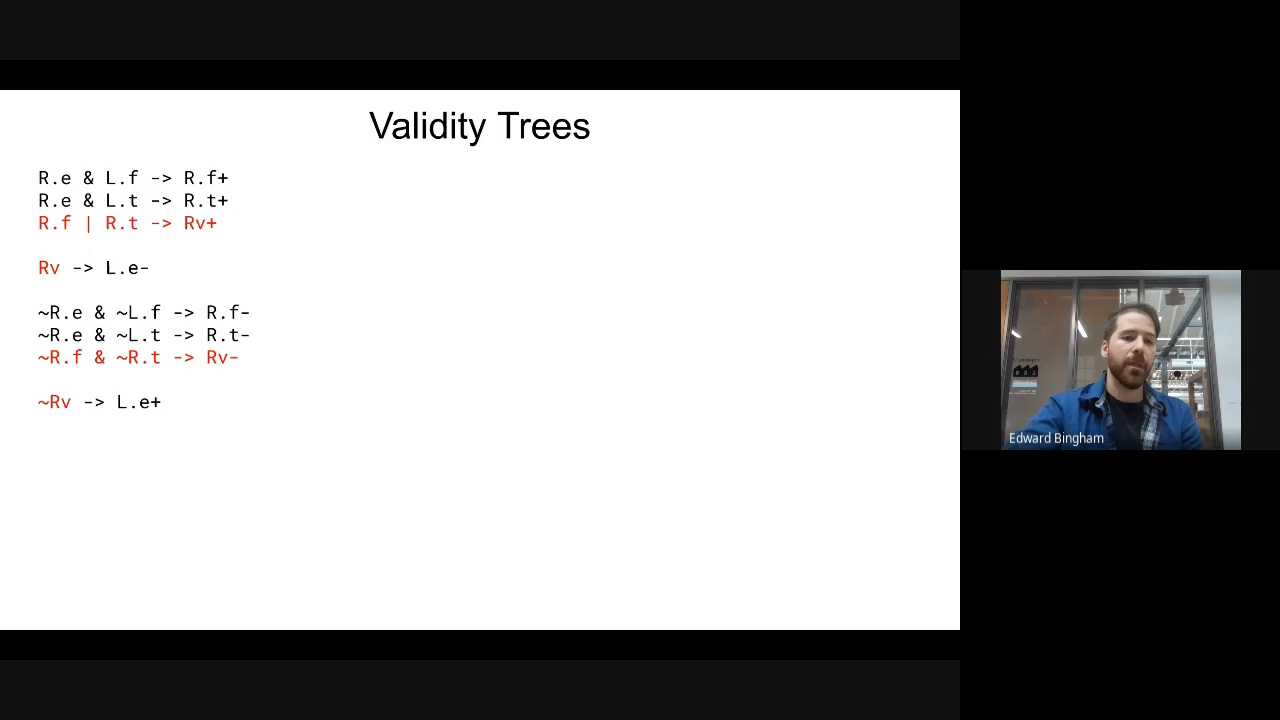 Validity Trees
R.e & L.f -> R.f+
R.e & L.t -> R.t+
R.f | R.t -> Rv+
Rv -> L.e-
~R.e & ~L.f -> R.f-
~R.e & ~L.t -> R.t-
~R.f & ~R.t -> Rv-
~Rv -> L.e+
Edward Bingham